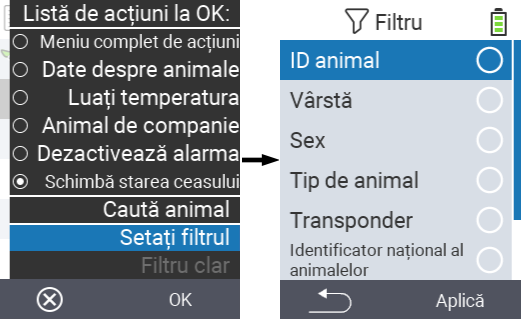 Listă de acțiuni la OK:
Meniu complet de acțiuni
Date despre animale
Luați temperatura
Animal de companie
Dezactivează alarma
Schimbă starea ceasului
Caută animal
Setați filtrul
Filtru clar
OK
Filtru
ID animal
Vârstă
Sex
Tip de animal
Transponder
Identificator național al
animalelor
Aplică